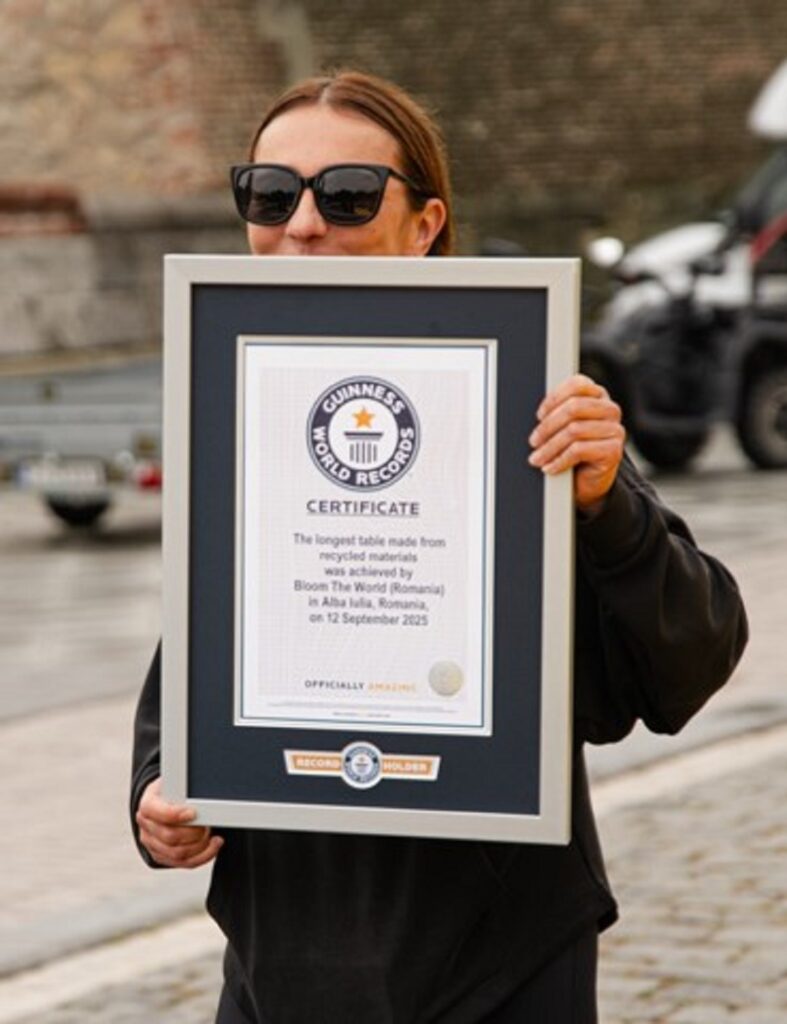 GUINNESS
WORLD RECORDS
CERTIFICATE
The longest table made from
recycled materials
was achieved by
Bloom The World (Romania)
in Alba Iulia, Romania,
on 12 September 2025
OFFICIALLY AMAZING
RECORD HOLDER